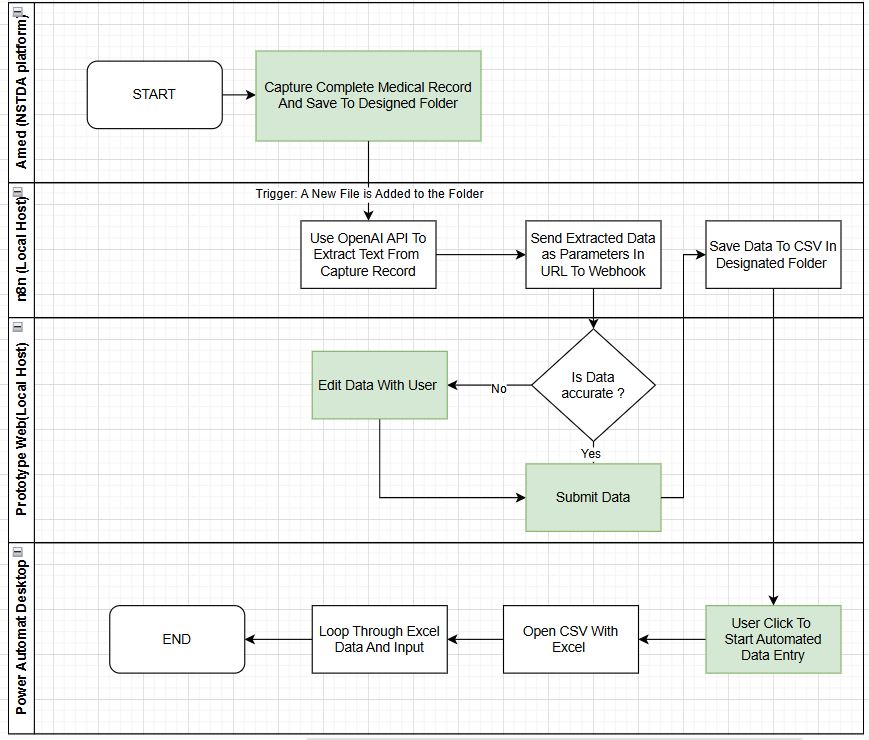 Amed (NSTDA platform)
START
Capture Complete Medical Record
And Save To Designed Folder
Trigger: A New File is Added to the Folder
n8n (Local Host)
Use OpenAI API To
Extract Text From
Capture Record
Send Extracted Data
as Parameters In
URL To Webhook
Save Data To CSV In
Designated Folder
Prototype Web(Local Host)
Edit Data With User
No
Is Data
accurate ?
Yes
Submit Data
Power Automat Desktop
END
Loop Through Excel
Data And Input
Open CSV With
Excel
User Click To
Start Automated
Data Entry